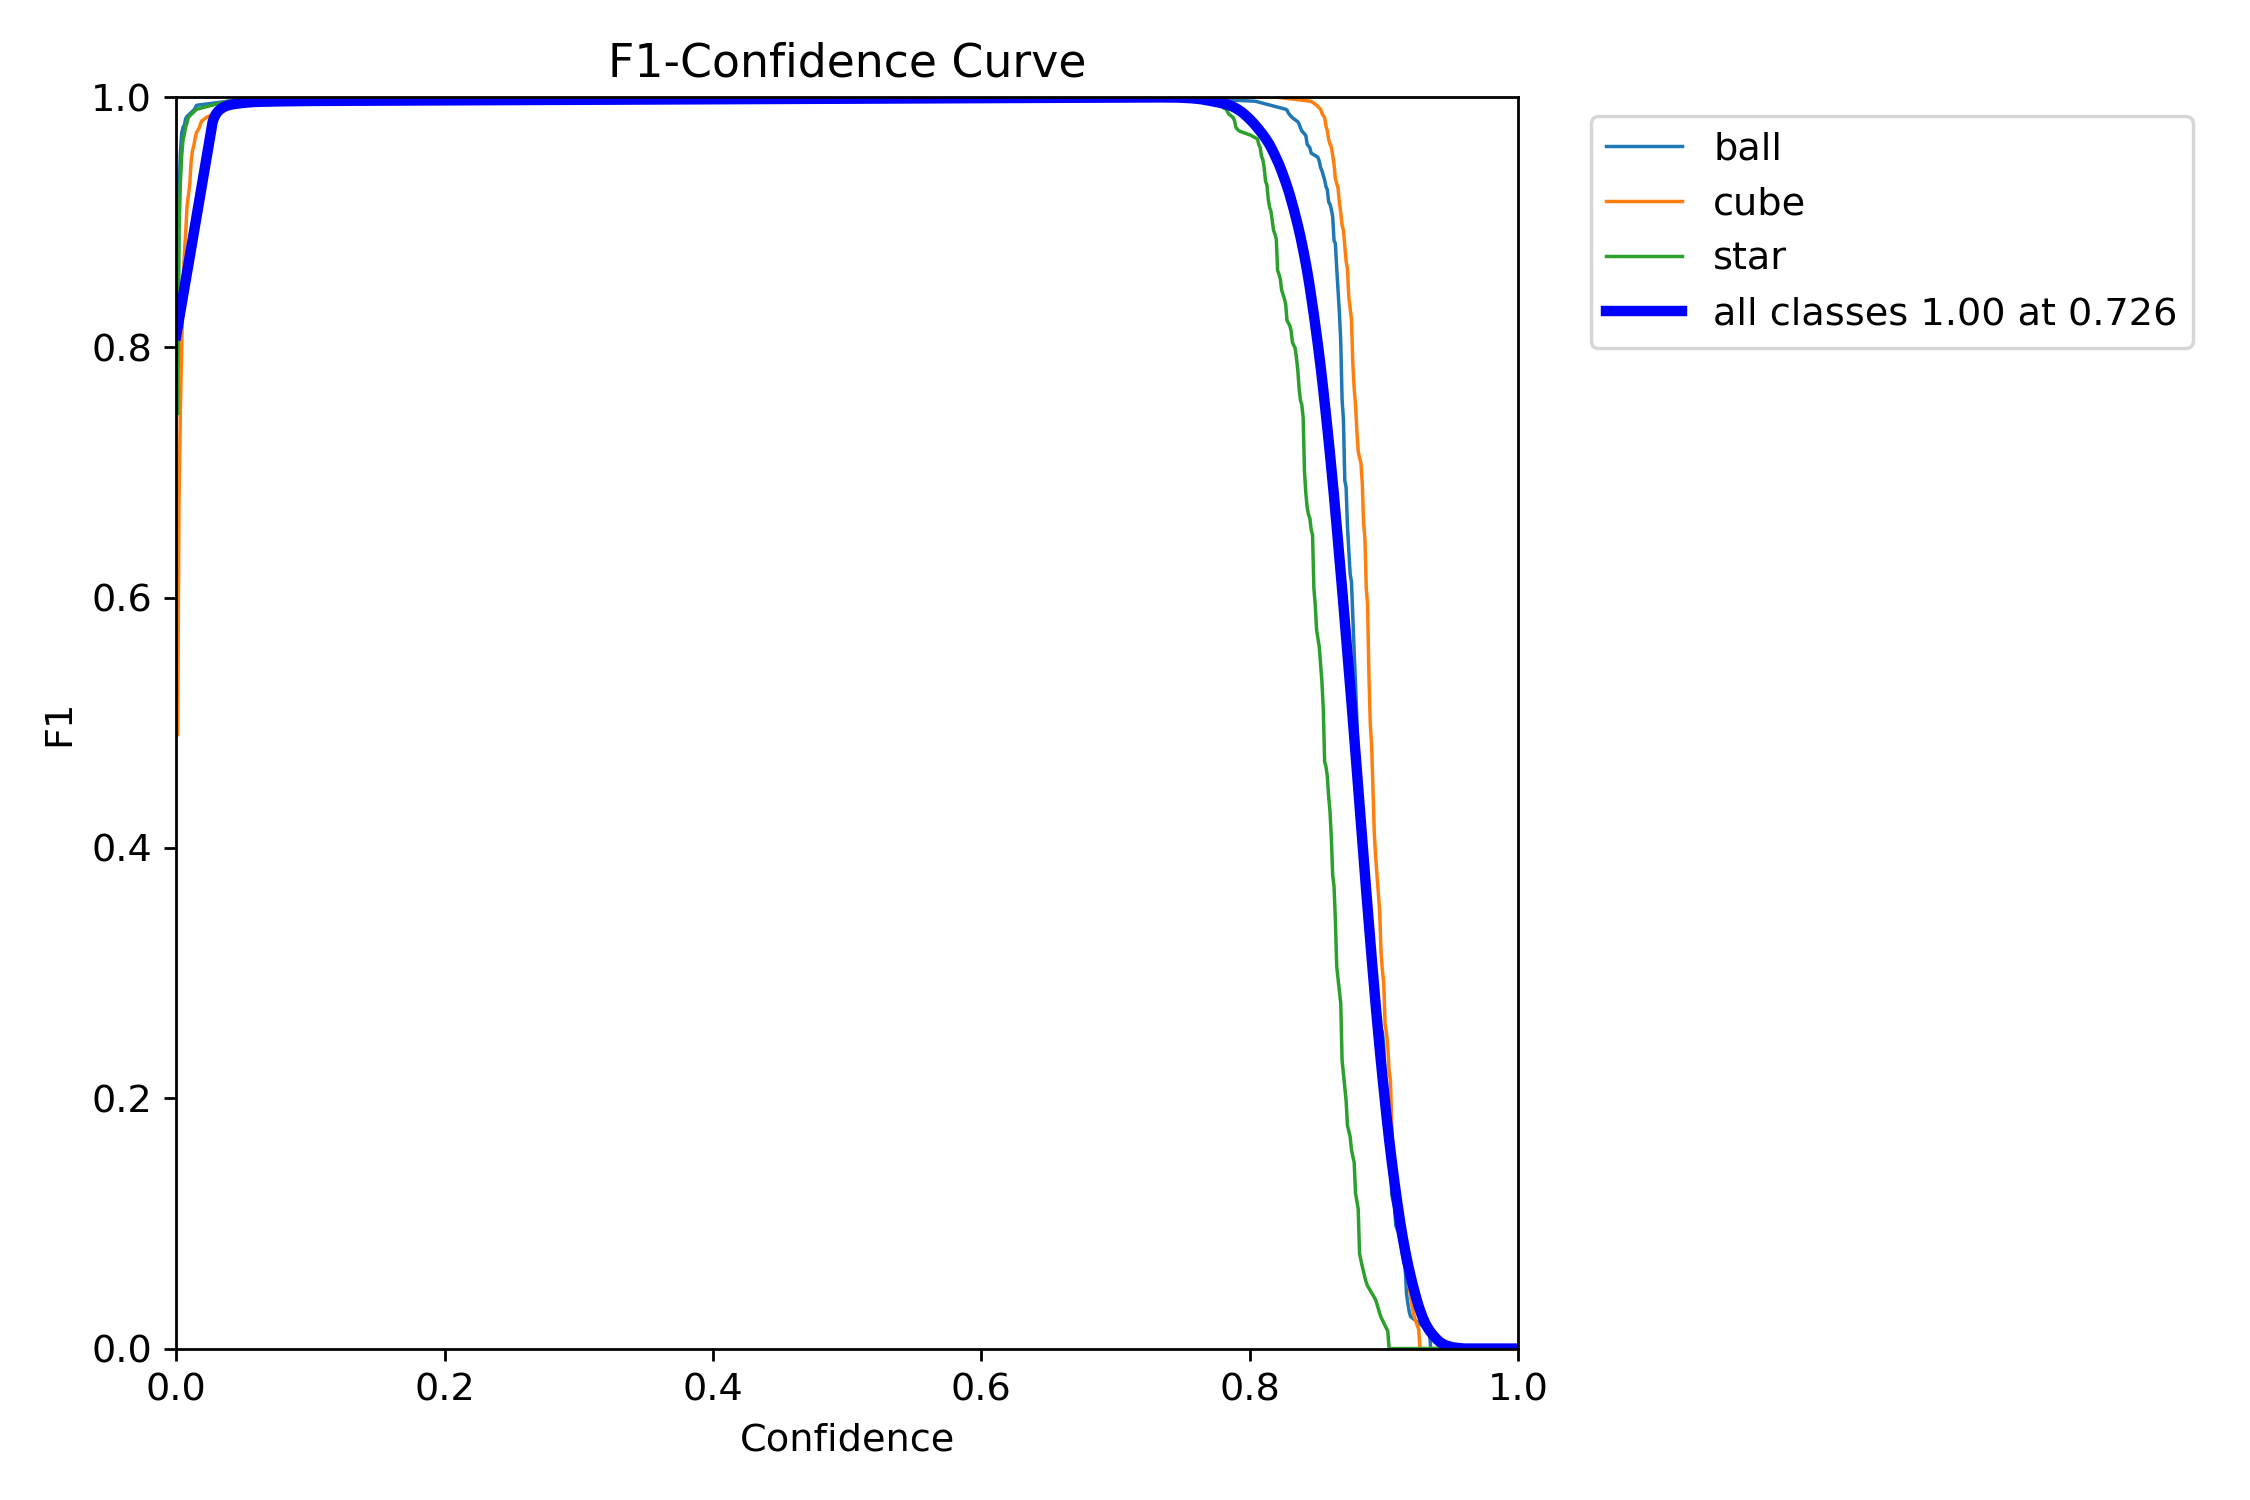 F1-Confidence Curve
1.0
0.8
0.6
0.4
0.2
0.0
F1
0.0 0.2 0.4 0.6 0.8 1.0
Confidence
ball
cube
star
all classes 1.00 at 0.726